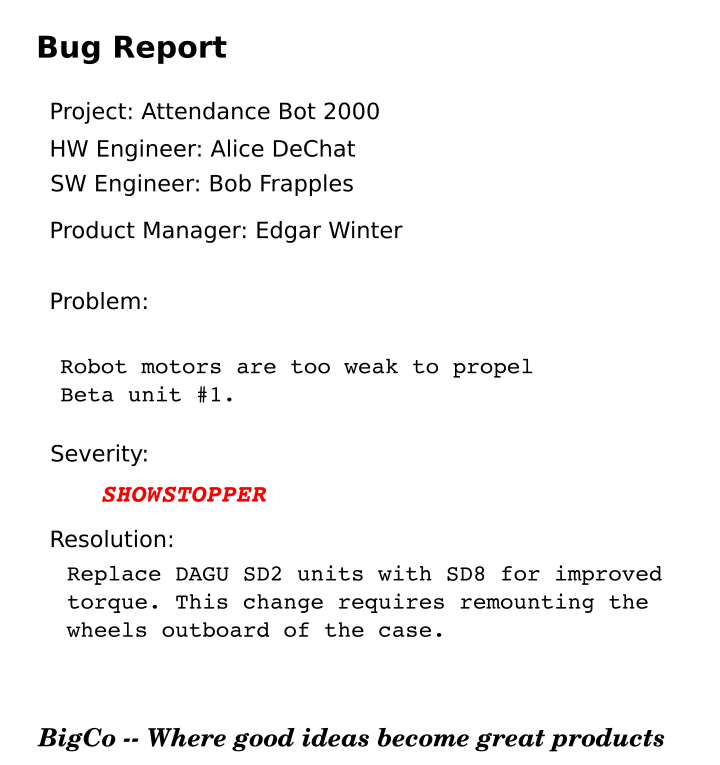 Bug Report
Project: Attendance Bot 2000
HW Engineer: Alice DeChat
SW Engineer: Bob Frapples
Product Manager: Edgar Winter
Problem:
Robot motors are too weak to propel
Beta unit #1.
Severity:
SHOWSTOPPER
Resolution:
Replace DAGU SD2 units with SD8 for improved
torque. This change requires remounting the
wheels outboard of the case.
BigCo -- Where good ideas become great products